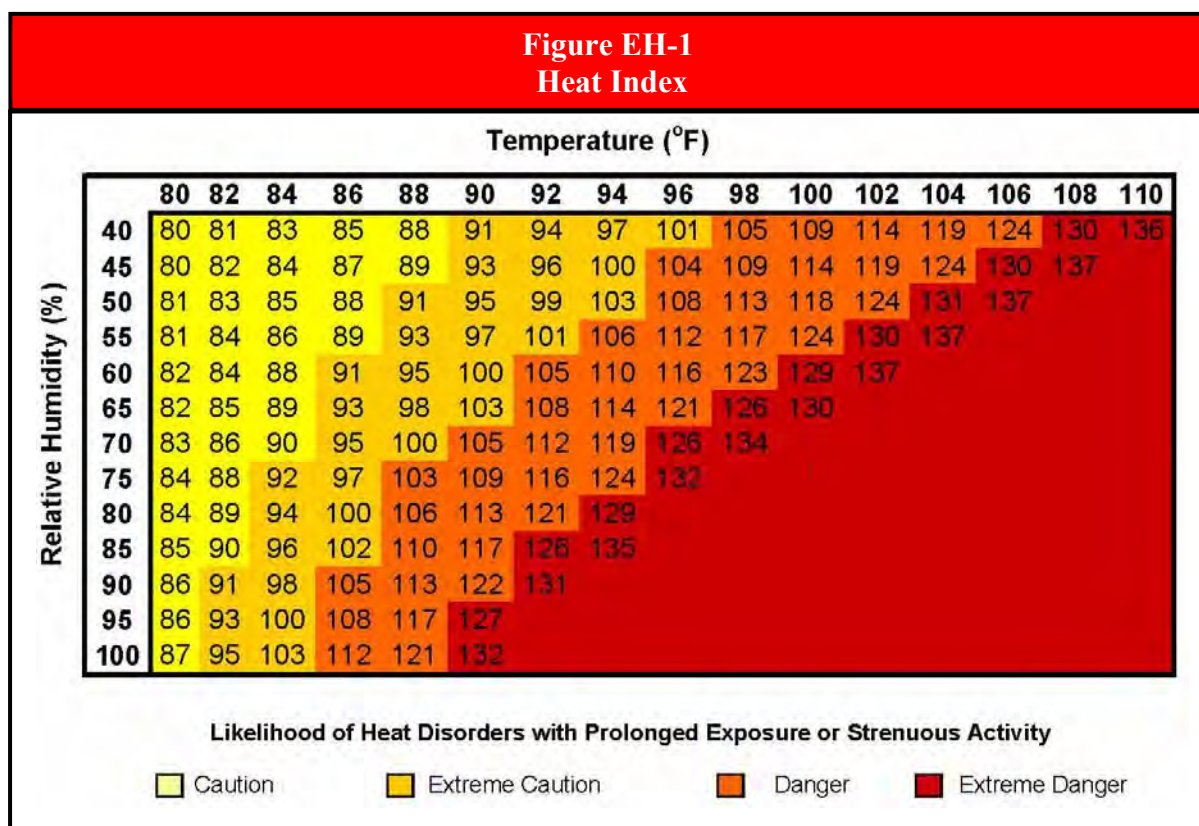 Figure EH-1
Heat Index
Temperature (°F)
80 82 84 86 88 90 92 94 96 98 100 102 104 106 108 110
Relative Humidity (%)
40 80 81 83 85 88 91 94 97 101 105 109 114 119 124 130 136
45 80 82 84 87 89 93 96 100 104 109 114 119 124 130 137
50 81 83 85 88 91 95 99 103 108 113 118 124 131 137
55 81 84 86 89 93 97 101 106 112 117 124 130 137
60 82 84 88 91 95 100 105 110 116 123 129 137
65 82 85 89 93 98 103 108 114 121 126 130
70 83 86 90 95 100 105 112 119 126 134
75 84 88 92 97 103 109 116 124 132
80 84 89 94 100 106 113 121 129
85 85 90 96 102 110 117 126 135
90 86 91 98 105 113 122 131
95 86 93 100 108 117 127
100 87 95 103 112 121 132
Likelihood of Heat Disorders with Prolonged Exposure or Strenuous Activity
Caution Extreme Caution Danger Extreme Danger